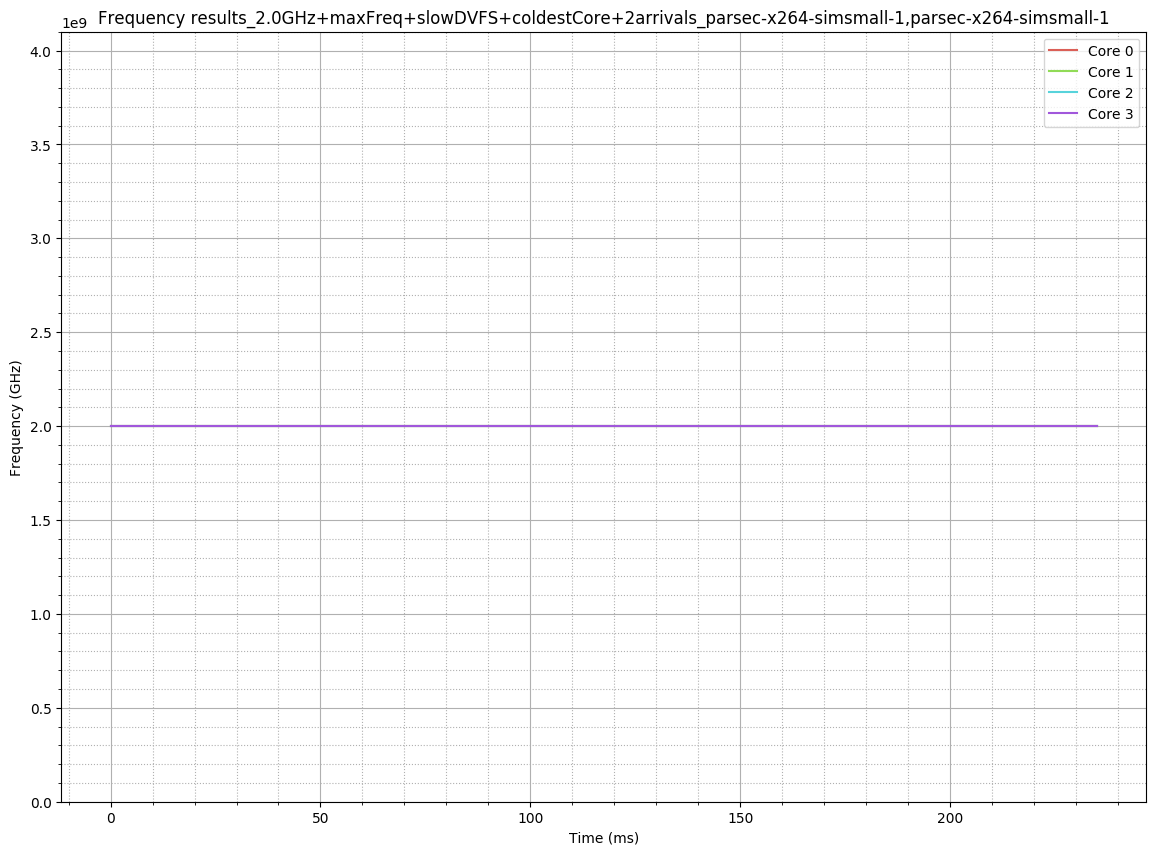 Frequency results_2.0GHz+maxFreq+slowDVFS+coldestCore+2arrivals_parsec-x264-simsmall-1,parsec-x264-simsmall-1
1e9
Core 0
Core 1
Core 2
Core 3
4.0
3.5
3.0
2.5
2.0
1.5
1.0
0.5
0.0
Frequency (GHz)
0 50 100 150 200
Time (ms)